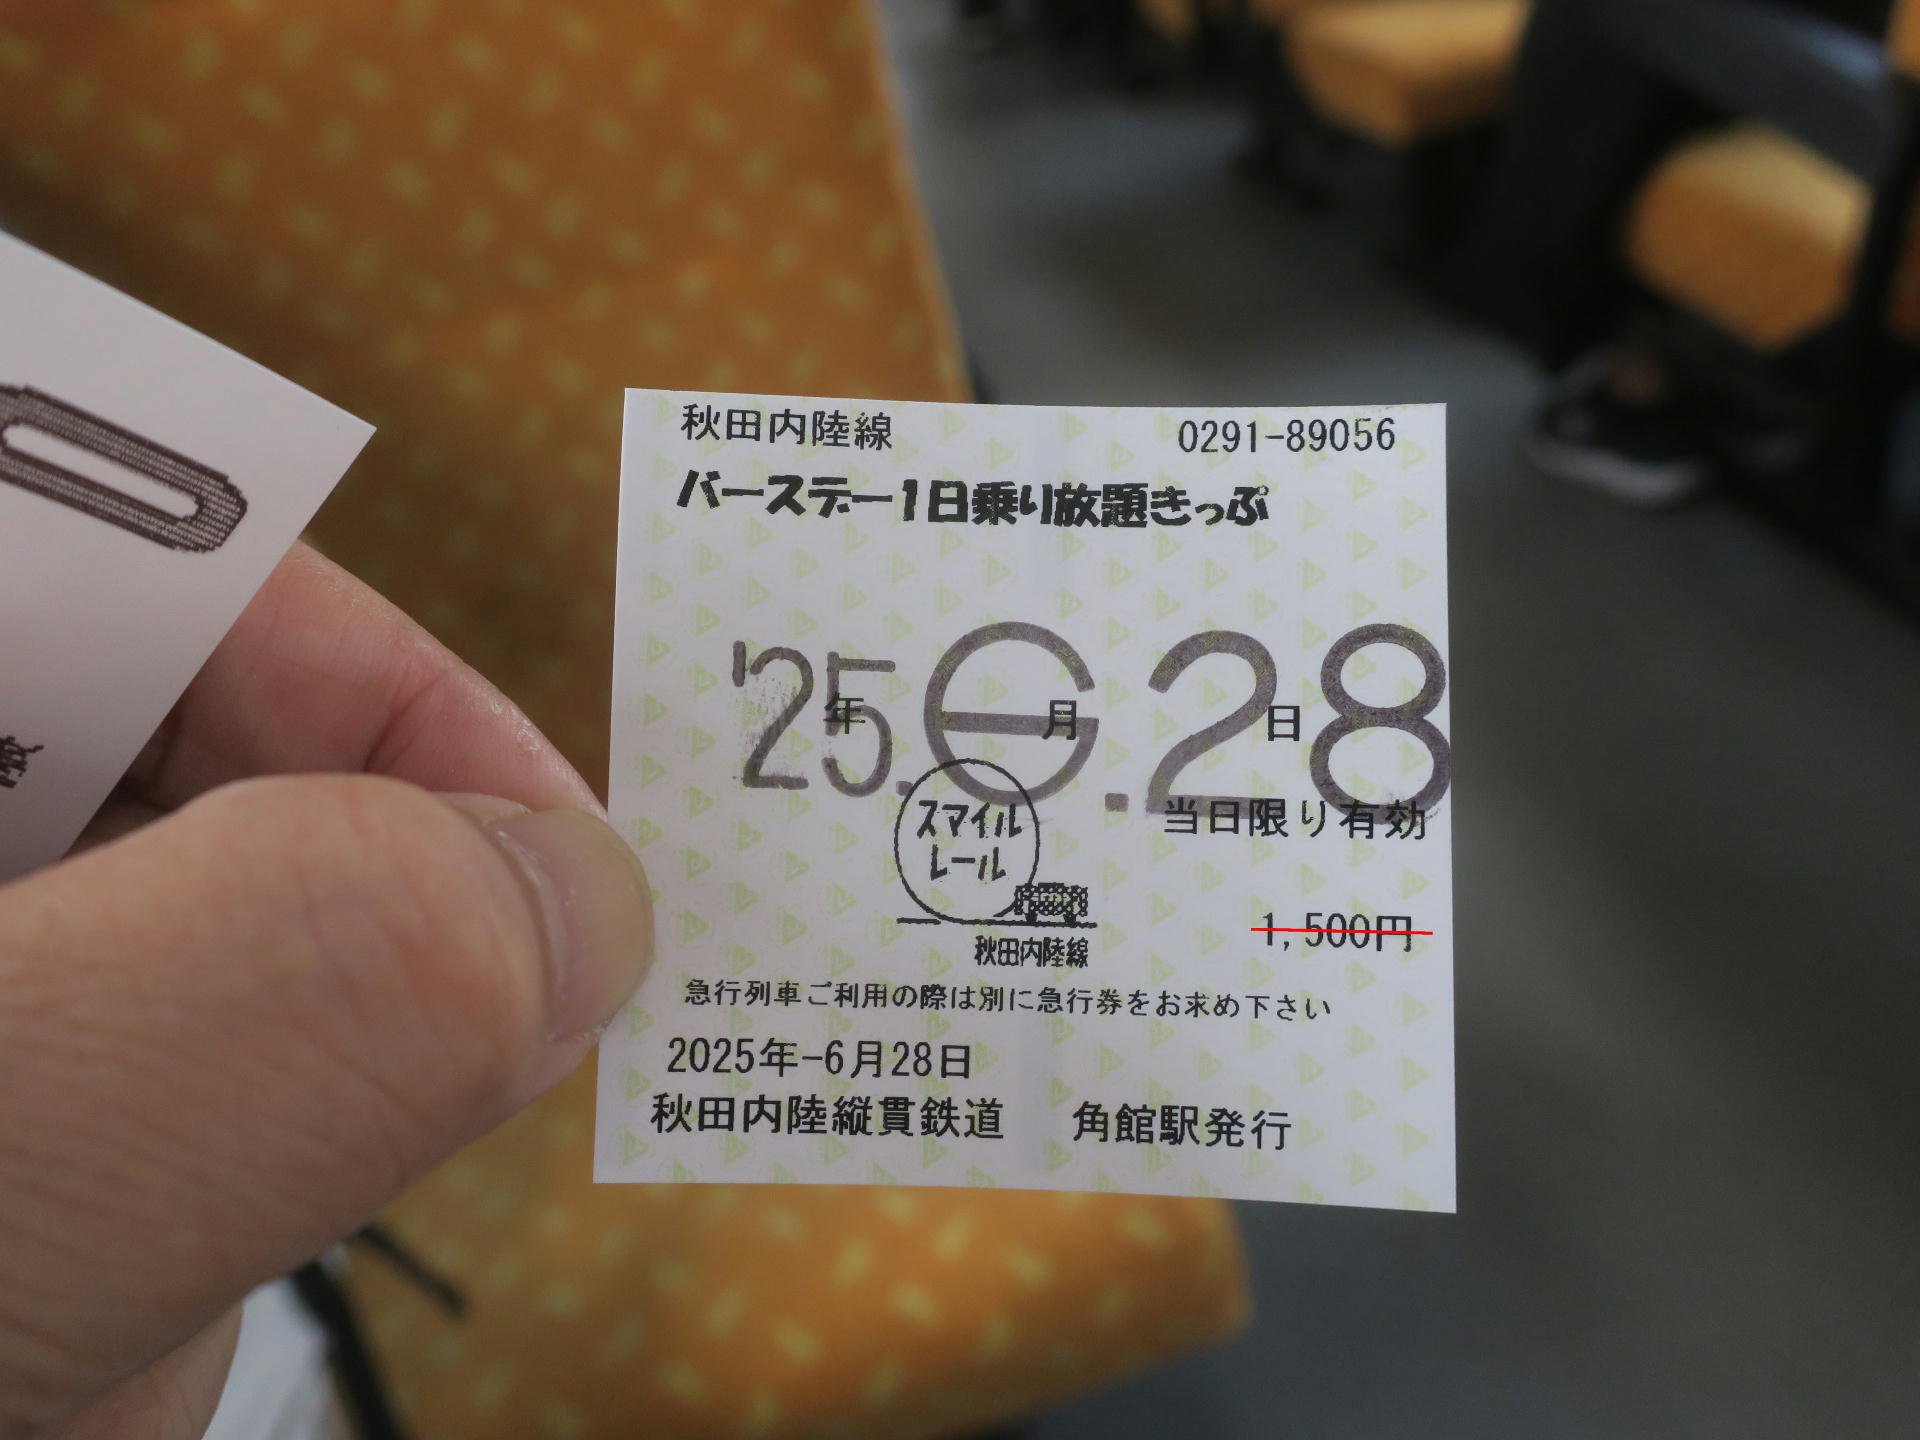 秋田内陸線 0291-89056
バースデー1日乗り放題きっぷ
'25.6.28
年 月 日
当日限り有効
スマイル
レール
1,500円
秋田内陸線
急行列車ご利用の際は別に急行券をお求め下さい
2025年-6月28日
秋田内陸縦貫鉄道 角館駅発行